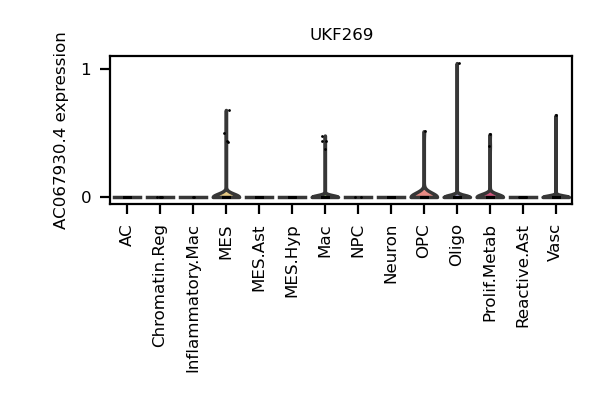 UKF269
AC067930.4 expression
1
0
AC
Chromatin.Reg
Inflammatory.Mac
MES
MES.Ast
MES.Hyp
Mac
NPC
Neuron
OPC
Oligo
Prolif.Metab
Reactive.Ast
Vasc